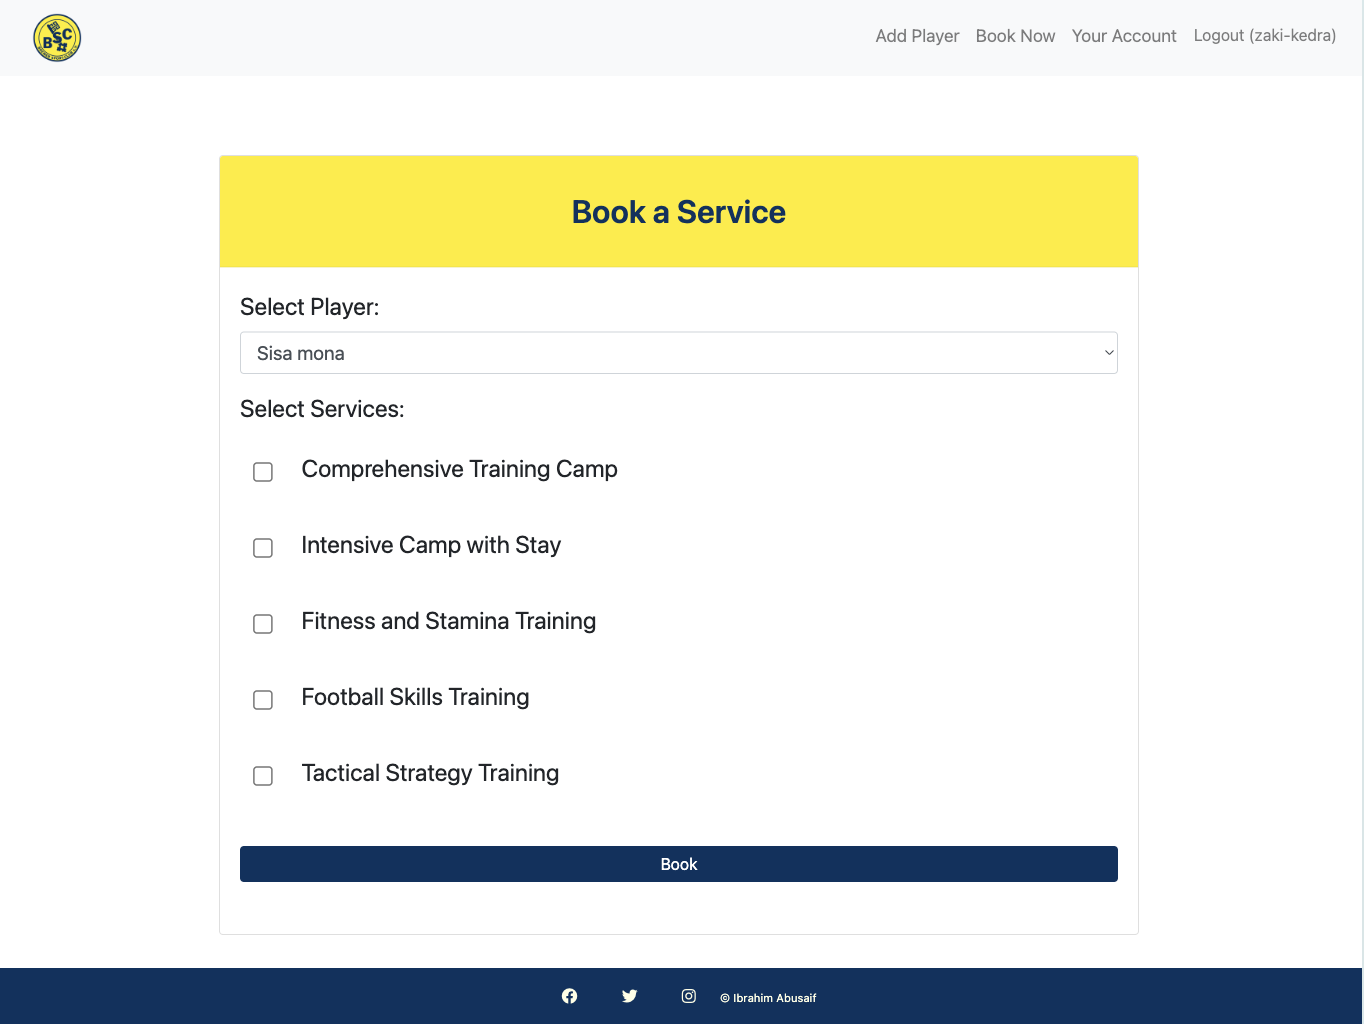 BSC
Add Player Book Now Your Account Logout (zaki-kedra)
Book a Service
Select Player:
Sisa mona
Select Services:
Comprehensive Training Camp
Intensive Camp with Stay
Fitness and Stamina Training
Football Skills Training
Tactical Strategy Training
Book
© Ibrahim Abusaif